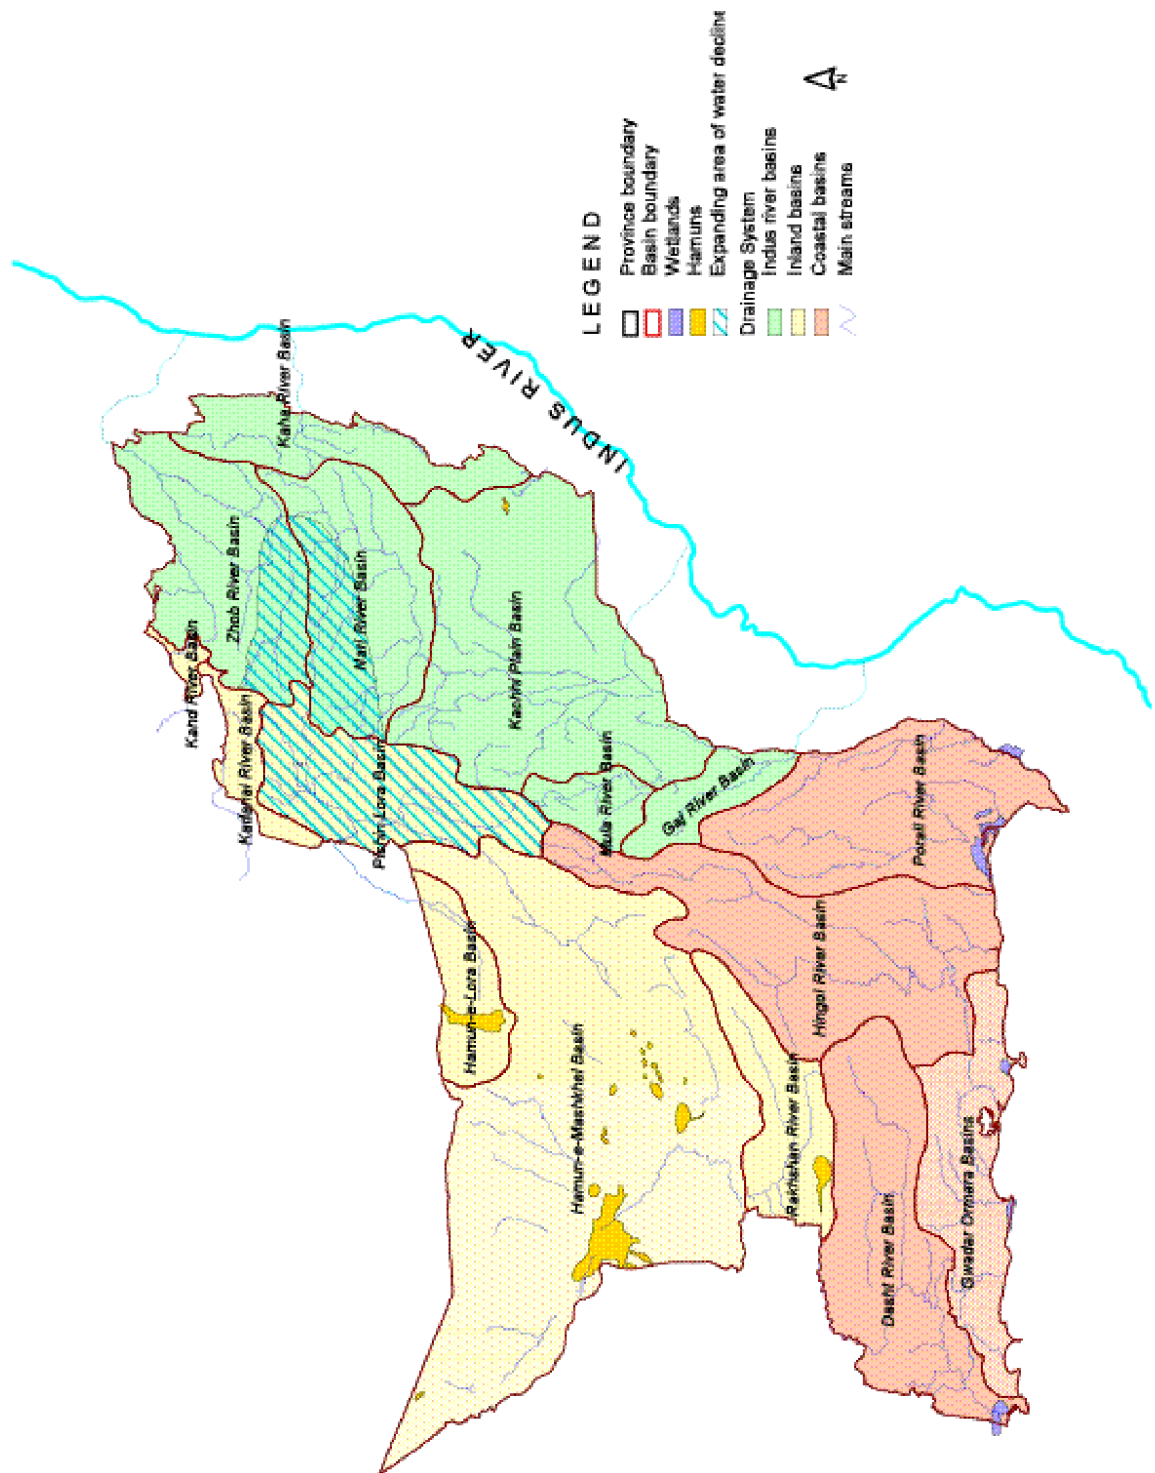 Kaha River Basin
Zhob River Basin
Kand River Basin
Nari River Basin
Kadanai River Basin
Pishin Lora Basin
Kachhi Plain Basin
Mula River Basin
Gaj River Basin
Porali River Basin
Hamun-e-Lora Basin
Hamun-e-Mashkhel Basin
Hingol River Basin
Rakhshan River Basin
Dasht River Basin
Gwadar Ormara Basins
INDUS RIVER
LEGEND
Province boundary
Basin boundary
Wetlands
Hamuns
Expanding area of water decline
Drainage System
Indus river basins
Inland basins
Coastal basins
Main streams
N